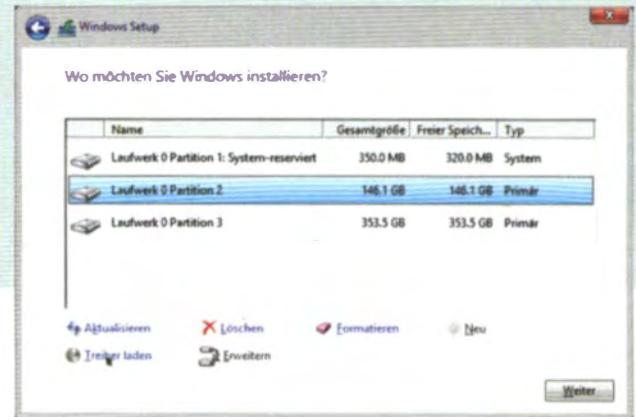 Windows Setup
Wo möchten Sie Windows installieren?
Name Gesamtgröße Freier Speich... Typ
Laufwerk 0 Partition 1: System-reserviert 350.0 MB 320.0 MB System
Laufwerk 0 Partition 2 146.1 GB 146.1 GB Primär
Laufwerk 0 Partition 3 353.5 GB 353.5 GB Primär
Aktualisieren Löschen Formatieren Neu
Treiber laden Erweitern
Weiter